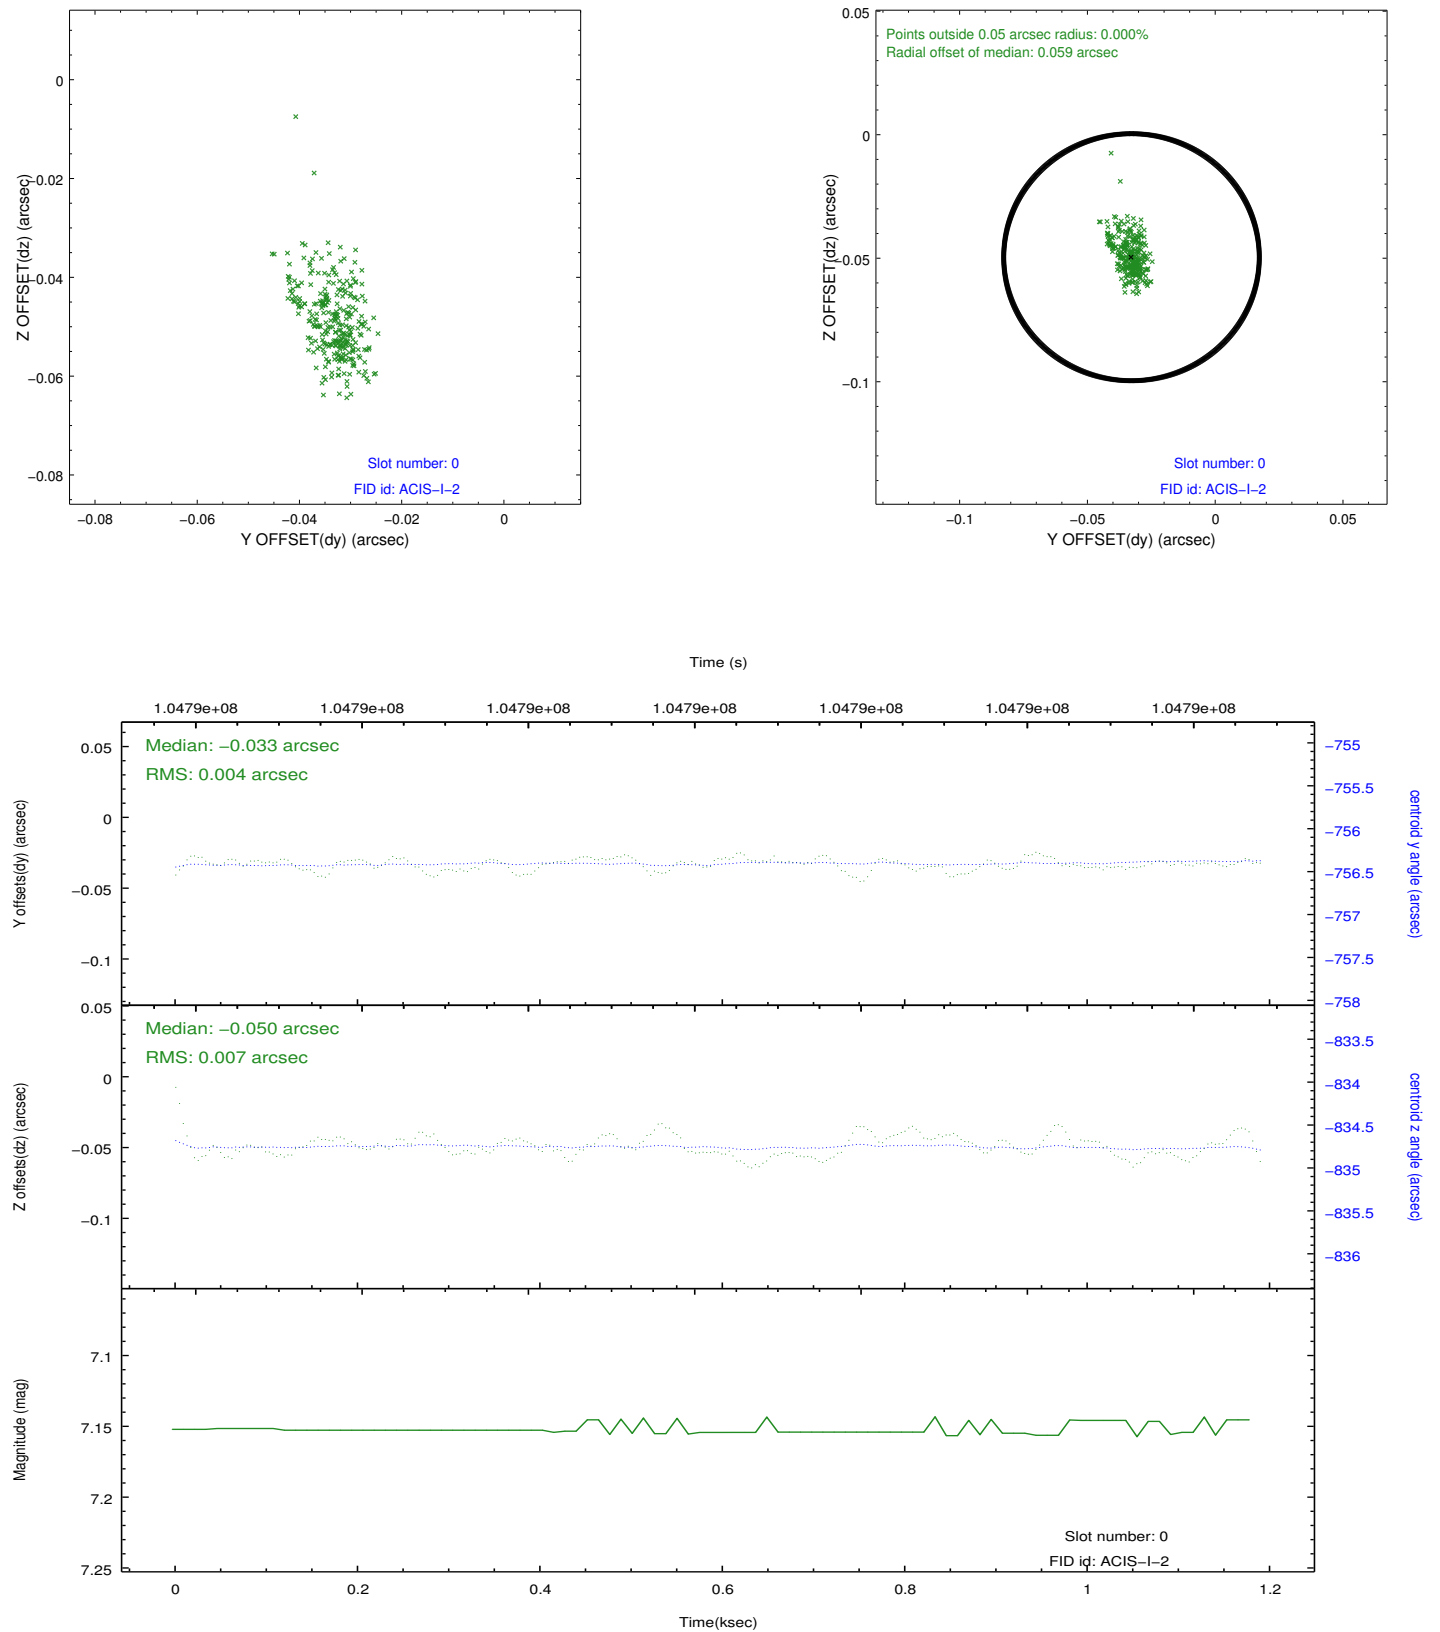 0
−0.02
−0.04
−0.06
−0.08
Z OFFSET(dz) (arcsec)
Slot number: 0
FID id: ACIS−I−2
−0.08
−0.06
−0.04
−0.02
0
Y OFFSET(dy) (arcsec)
0.05
0
−0.05
−0.1
Z OFFSET(dz) (arcsec)
Points outside 0.05 arcsec radius: 0.000%
Radial offset of median: 0.059 arcsec
Slot number: 0
FID id: ACIS−I−2
−0.1
−0.05
0
0.05
Y OFFSET(dy) (arcsec)
Time (s)
1.0479e+08
1.0479e+08
1.0479e+08
1.0479e+08
1.0479e+08
1.0479e+08
1.0479e+08
Y offsets(dy) (arcsec)
0.05
0
−0.05
−0.1
Median: −0.033 arcsec
RMS: 0.004 arcsec
−755
−755.5
−756
−756.5
−757
−757.5
−758
centroid y angle (arcsec)
Z offsets(dz) (arcsec)
0.05
0
−0.05
−0.1
Median: −0.050 arcsec
RMS: 0.007 arcsec
−833.5
−834
−834.5
−835
−835.5
−836
centroid z angle (arcsec)
Magnitude (mag)
7.1
7.15
7.2
7.25
Slot number: 0
FID id: ACIS−I−2
0
0.2
0.4
0.6
0.8
1
1.2
Time(ksec)